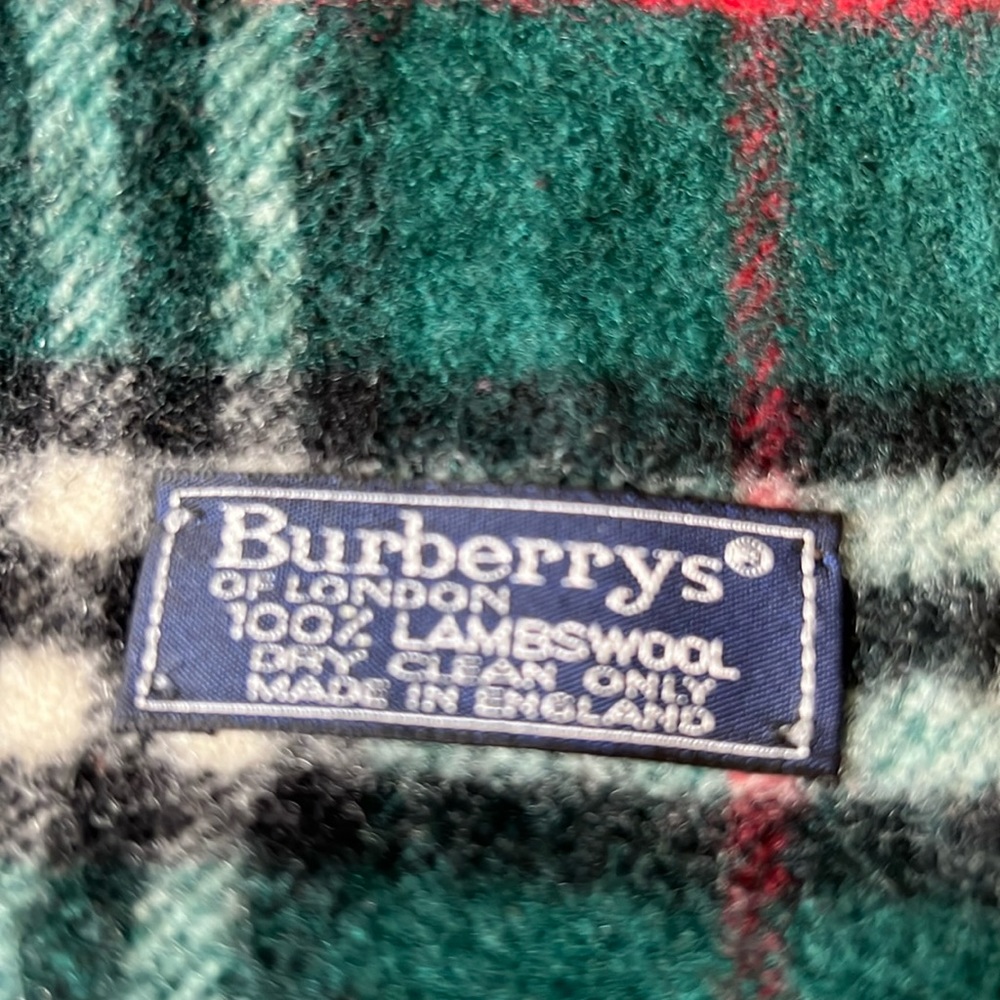 Burberrys®
OF LONDON
100% LAMBSWOOL
DRY CLEAN ONLY
MADE IN ENGLAND